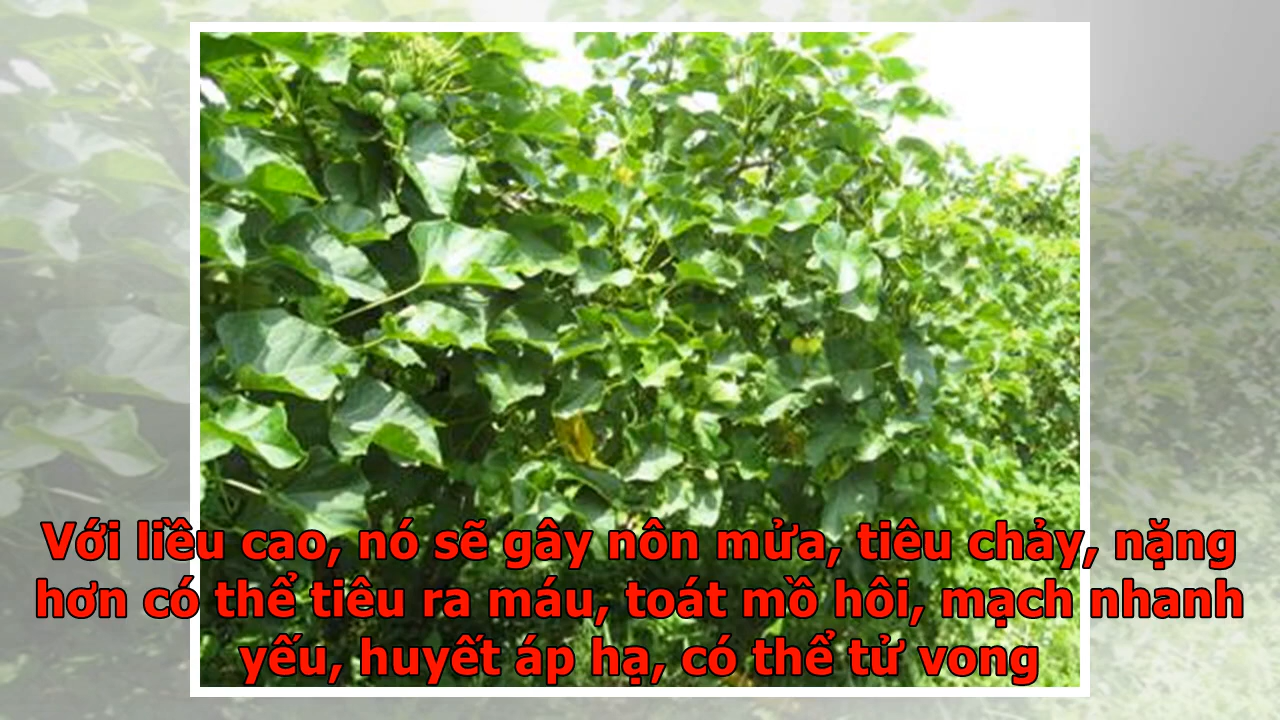 Với liều cao, nó sẽ gây nôn mửa, tiêu chảy, nặng
hơn có thể tiêu ra máu, toát mồ hôi, mạch nhanh
yếu, huyết áp hạ, có thể tử vong